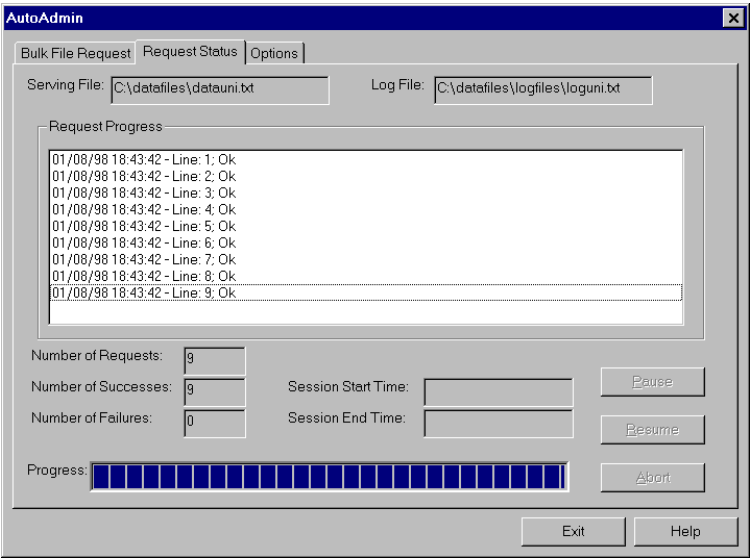 AutoAdmin
Bulk File Request Request Status Options
Serving File: C:\datafiles\datauni.txt Log File: C:\datafiles\logfiles\loguni.txt
Request Progress
01/08/98 18:43:42 - Line: 1; Ok
01/08/98 18:43:42 - Line: 2; Ok
01/08/98 18:43:42 - Line: 3; Ok
01/08/98 18:43:42 - Line: 4; Ok
01/08/98 18:43:42 - Line: 5; Ok
01/08/98 18:43:42 - Line: 6; Ok
01/08/98 18:43:42 - Line: 7; Ok
01/08/98 18:43:42 - Line: 8; Ok
01/08/98 18:43:42 - Line: 9; Ok
Number of Requests: 9
Number of Successes: 9 Session Start Time: Pause
Number of Failures: 0 Session End Time: Resume
Progress: Abort
Exit Help